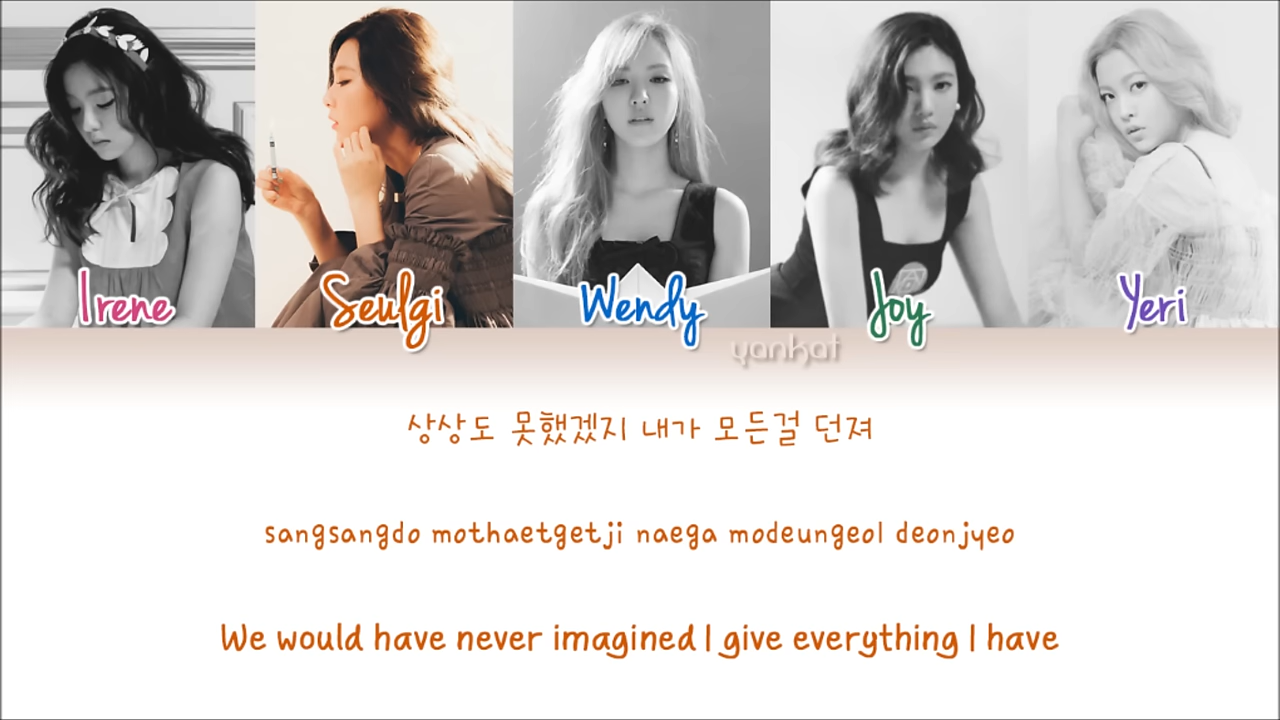 Irene
Seulgi
Wendy
Joy
Yeri
yankat
상상도 못했겠지 내가 모든걸 던져
sangsangdo mothaetgetji naega modeungeol deonjyeo
We would have never imagined I give everything I have